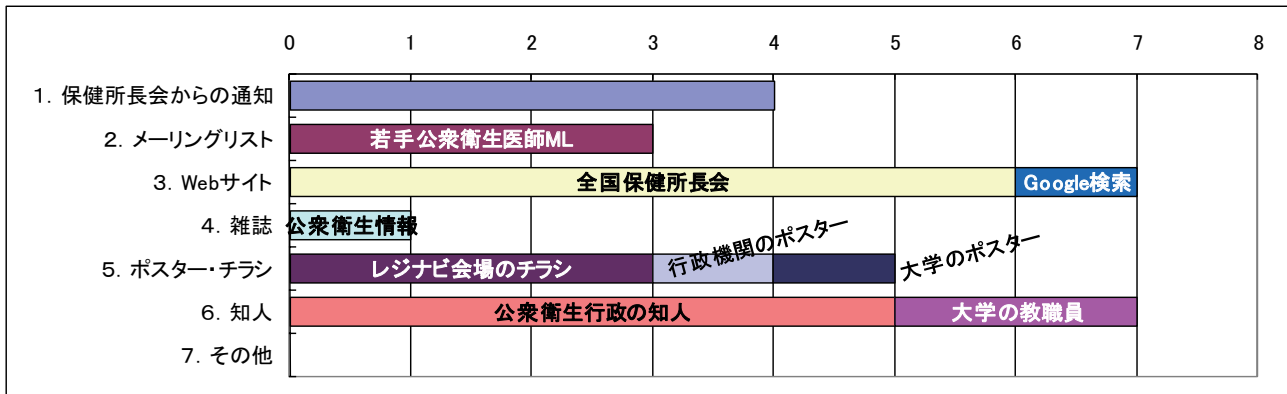 0 1 2 3 4 5 6 7 8
1. 保健所長会からの通知
2. メーリングリスト
若手公衆衛生医師ML
3. Webサイト
全国保健所長会
Google検索
4. 雑誌
公衆衛生情報
5. ポスター・チラシ
レジナビ会場のチラシ
行政機関のポスター
大学のポスター
6. 知人
公衆衛生行政の知人
大学の教職員
7. その他